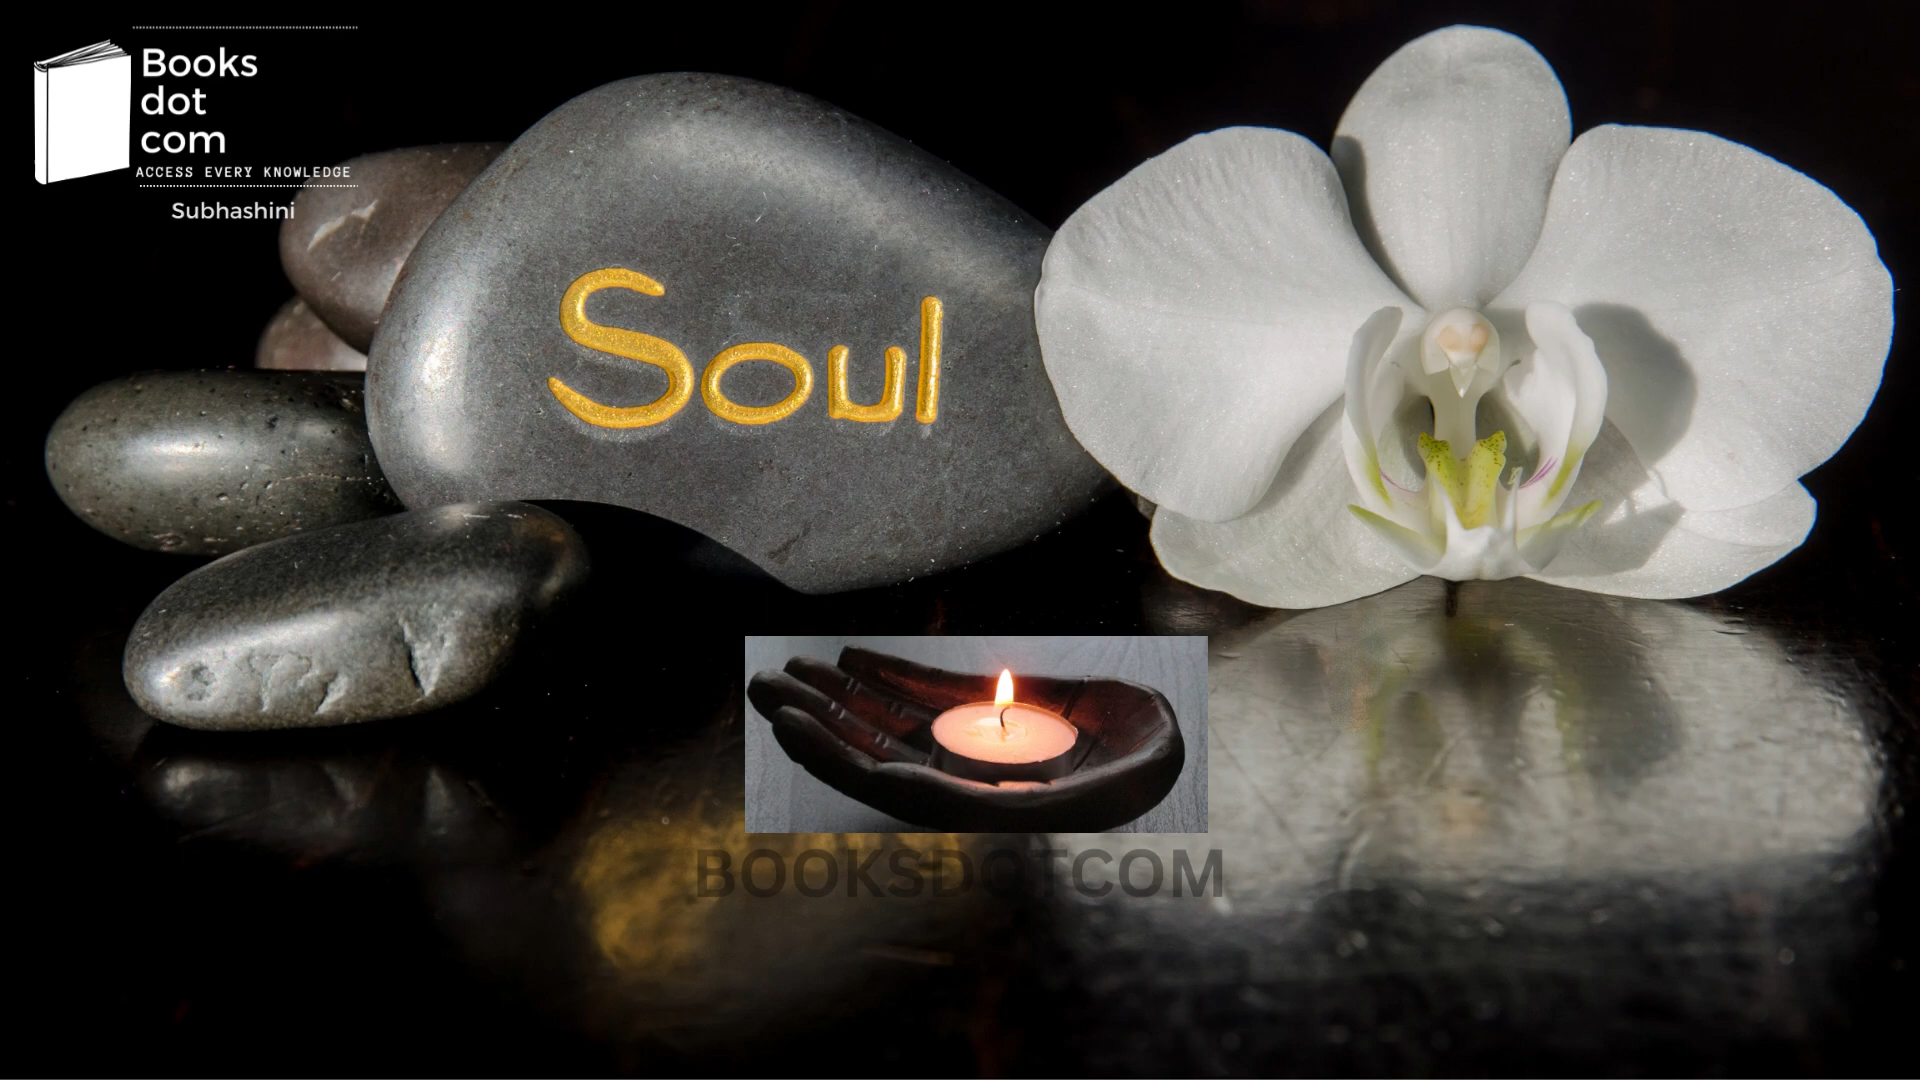 Books
dot
com
ACCESS EVERY KNOWLEDGE
Subhashini
Soul
BOOKSDOTCOM